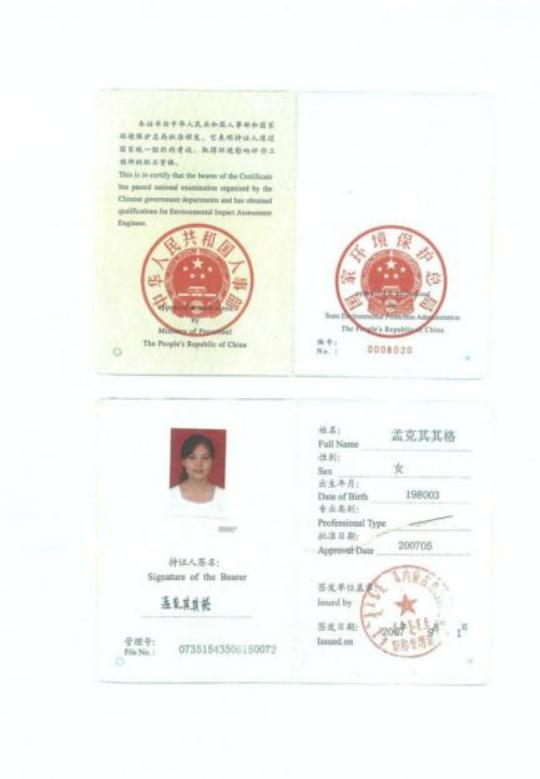 本证书由中华人民共和国人事部和国家
环境保护总局批准颁发。它表明持证人通过
国家统一组织的考试，取得环境影响评价工
程师的职业资格。
This is to certify that the bearer of the Certificate
has passed national examination organized by the
Chinese government departments and has obtained
qualifications for Environmental Impact Assessment
Engineer.
中华人民共和国人事部
by
Ministry of Personnel
The People's Republic of China
国家环境保护总局
State Environmental Protection Administration
The People's Republic of China
编号:
No. : 0006020
持证人签名:
Signature of the Bearer
孟克其其格
管理号:
File No. : 07351543506150072
姓名: 孟克其其格
Full Name
性别: 女
Sex
出生年月: 198003
Date of Birth
专业类别:
Professional Type
批准日期: 200705
Approval Date
签发单位盖章
Issued by
签发日期: 2007 年 9月 1日
Issued on